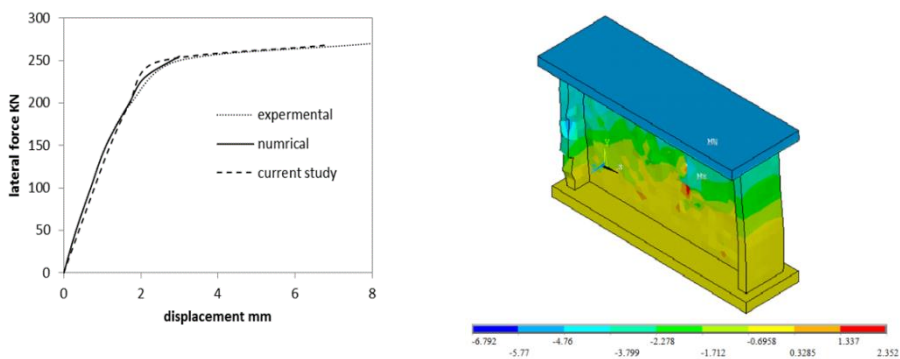 300
250
200
150
100
50
0
0 2 4 6 8
lateral force KN
displacement mm
expermental
numrical
current study
MN
MX
-6.792 -4.76 -2.278 -0.6958 1.337
-5.77 -3.799 -1.712 0.3285 2.352